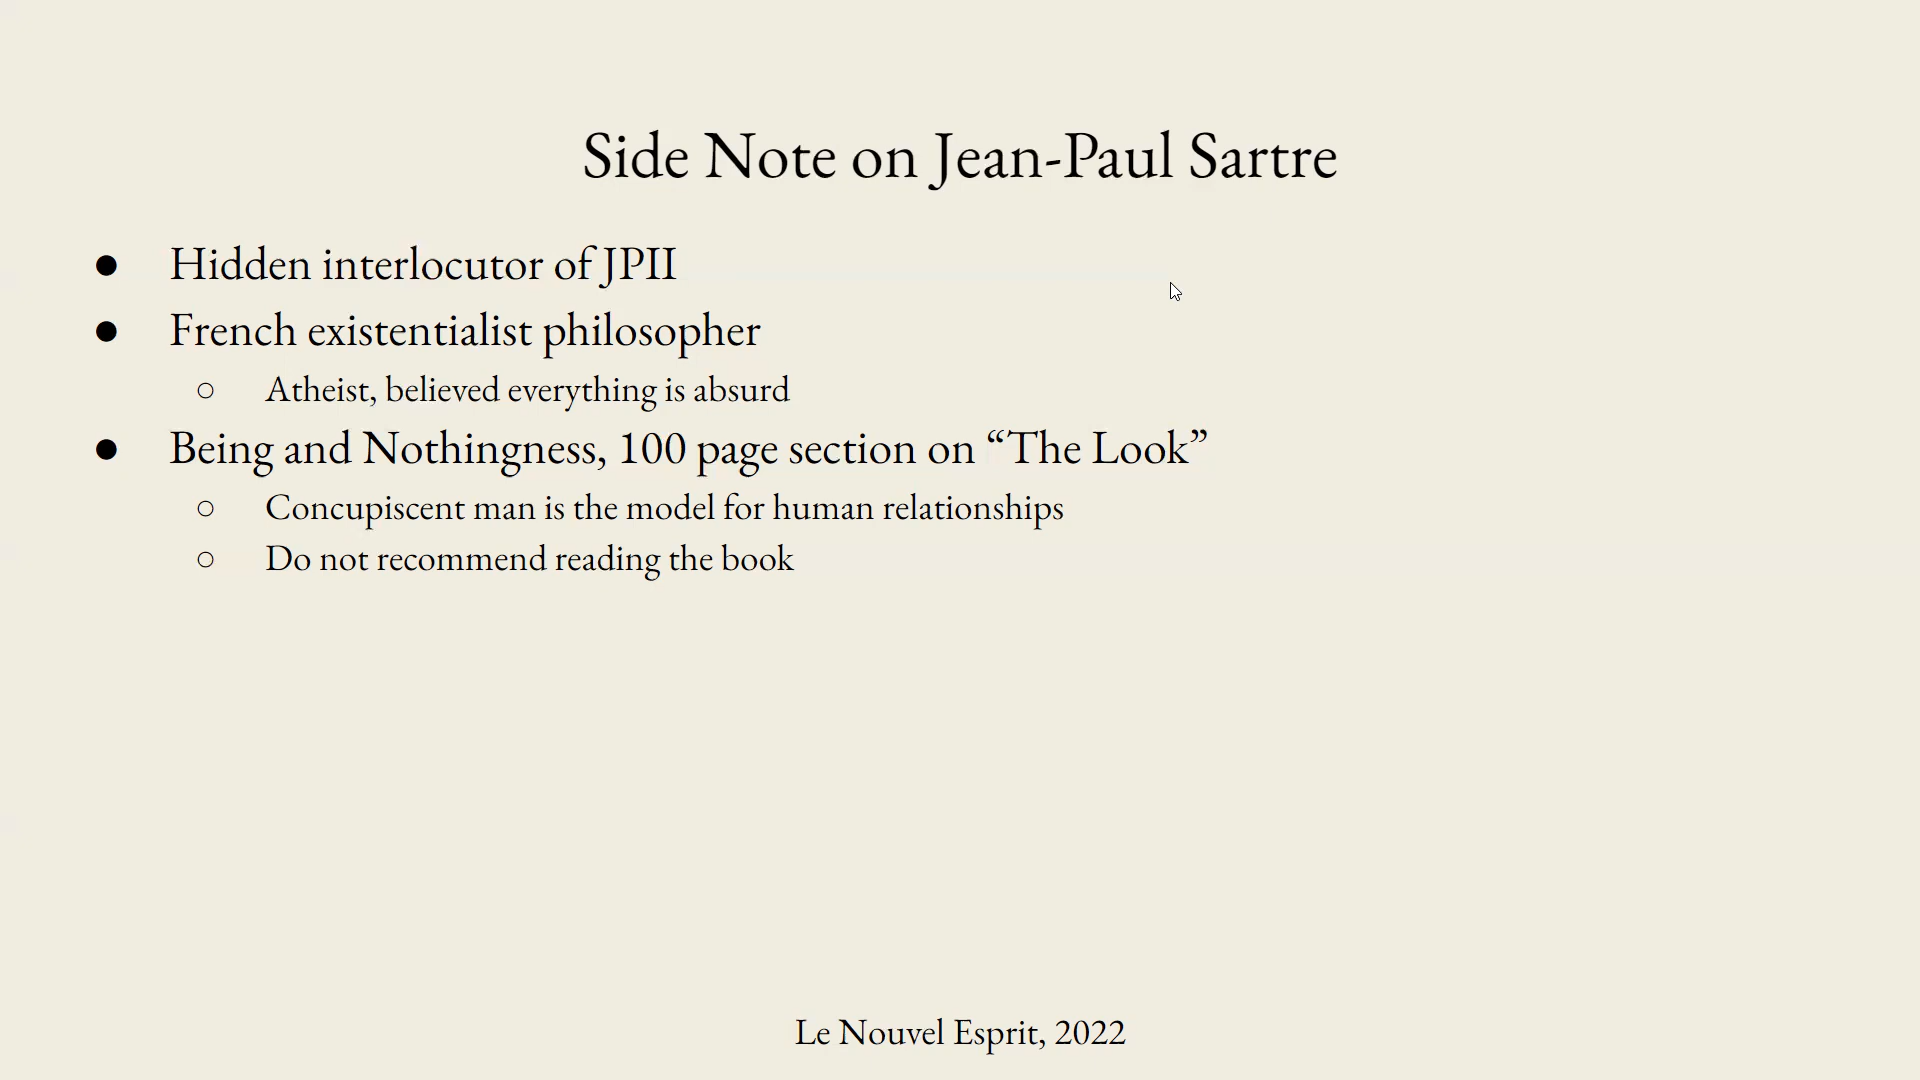 Side Note on Jean-Paul Sartre
● Hidden interlocutor of JPII
● French existentialist philosopher
○ Atheist, believed everything is absurd
● Being and Nothingness, 100 page section on “The Look”
○ Concupiscent man is the model for human relationships
○ Do not recommend reading the book
Le Nouvel Esprit, 2022